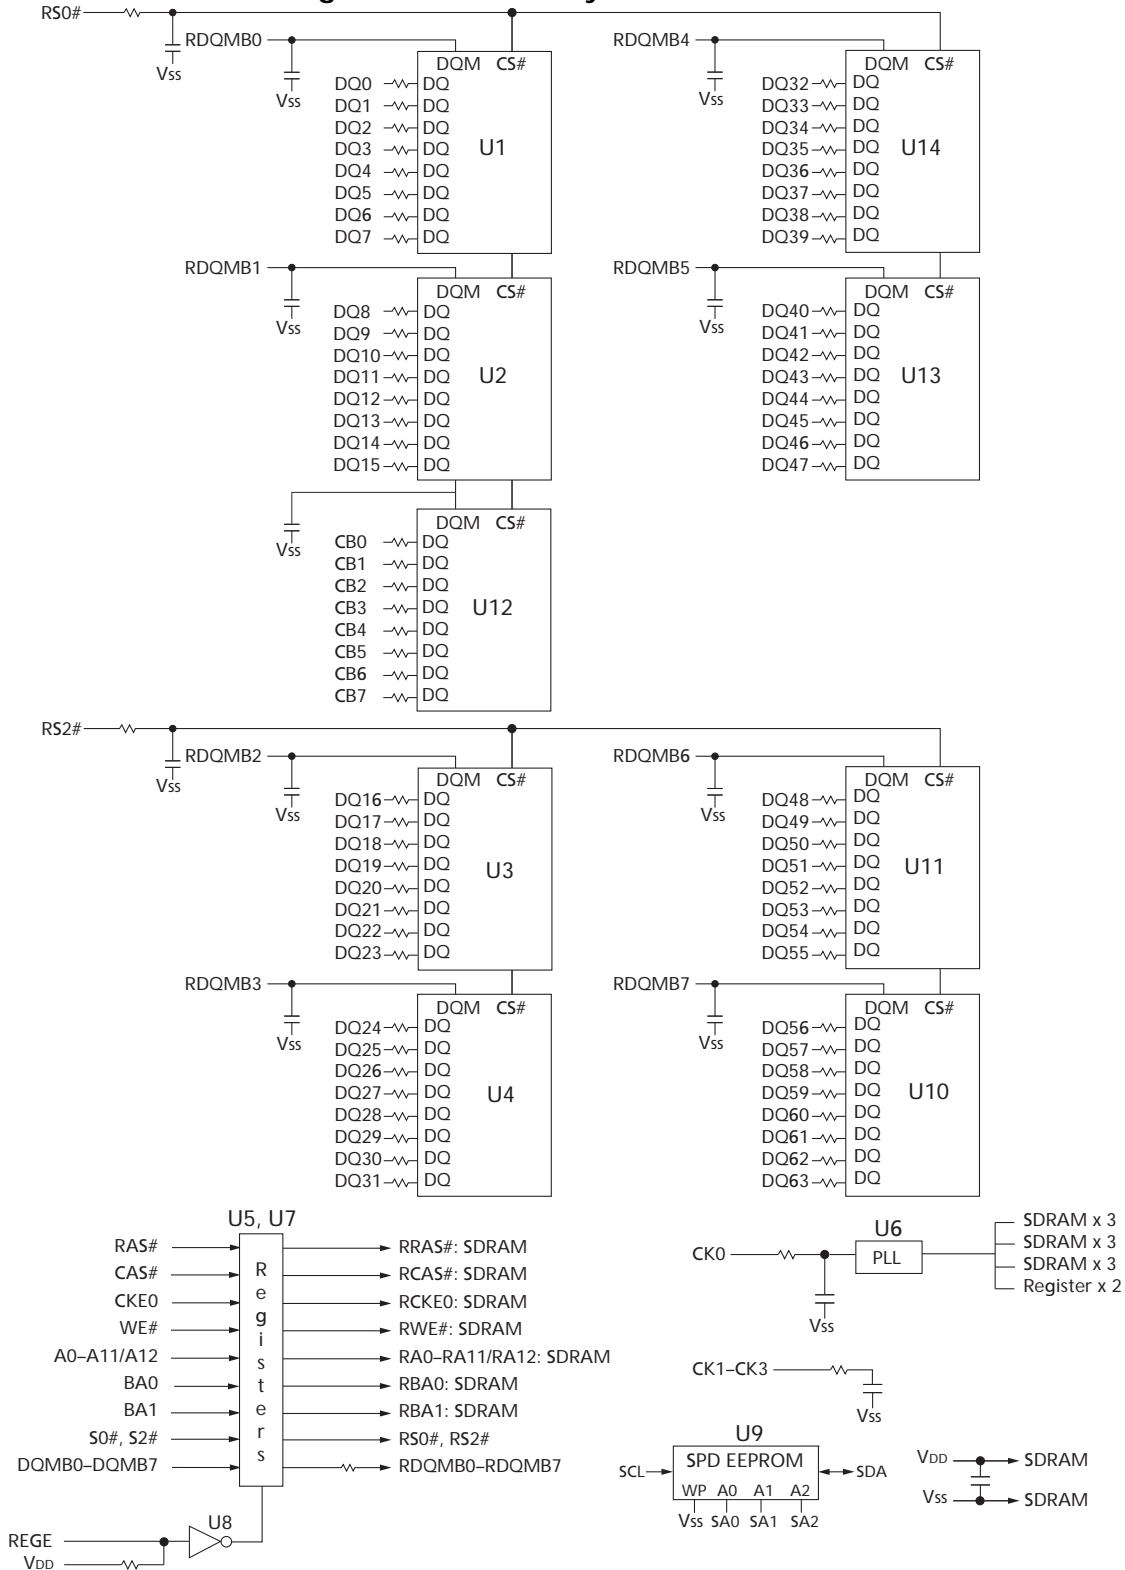 RS0#
RDQMB0
Vss
Vss
DQM CS#
DQ0 DQ
DQ1 DQ
DQ2 DQ
DQ3 DQ
DQ4 DQ
DQ5 DQ
DQ6 DQ
DQ7 DQ
U1
RDQMB4
Vss
DQM CS#
DQ32 DQ
DQ33 DQ
DQ34 DQ
DQ35 DQ
DQ36 DQ
DQ37 DQ
DQ38 DQ
DQ39 DQ
U14
RDQMB1
Vss
DQM CS#
DQ8 DQ
DQ9 DQ
DQ10 DQ
DQ11 DQ
DQ12 DQ
DQ13 DQ
DQ14 DQ
DQ15 DQ
U2
RDQMB5
Vss
DQM CS#
DQ40 DQ
DQ41 DQ
DQ42 DQ
DQ43 DQ
DQ44 DQ
DQ45 DQ
DQ46 DQ
DQ47 DQ
U13
Vss
DQM CS#
CB0 DQ
CB1 DQ
CB2 DQ
CB3 DQ
CB4 DQ
CB5 DQ
CB6 DQ
CB7 DQ
U12
RS2#
Vss
RDQMB2
Vss
DQM CS#
DQ16 DQ
DQ17 DQ
DQ18 DQ
DQ19 DQ
DQ20 DQ
DQ21 DQ
DQ22 DQ
DQ23 DQ
U3
RDQMB6
Vss
DQM CS#
DQ48 DQ
DQ49 DQ
DQ50 DQ
DQ51 DQ
DQ52 DQ
DQ53 DQ
DQ54 DQ
DQ55 DQ
U11
RDQMB3
Vss
DQM CS#
DQ24 DQ
DQ25 DQ
DQ26 DQ
DQ27 DQ
DQ28 DQ
DQ29 DQ
DQ30 DQ
DQ31 DQ
U4
RDQMB7
Vss
DQM CS#
DQ56 DQ
DQ57 DQ
DQ58 DQ
DQ59 DQ
DQ60 DQ
DQ61 DQ
DQ62 DQ
DQ63 DQ
U10
U5, U7
Registers
RAS# RRAS#: SDRAM
CAS# RCAS#: SDRAM
CKE0 RCKE0: SDRAM
WE# RWE#: SDRAM
A0–A11/A12 RA0–RA11/RA12: SDRAM
BA0 RBA0: SDRAM
BA1 RBA1: SDRAM
S0#, S2# RS0#, RS2#
DQMB0–DQMB7 RDQMB0–RDQMB7
U8
REGE
VDD
U6
CK0
PLL
SDRAM x 3
SDRAM x 3
SDRAM x 3
Register x 2
Vss
CK1–CK3
Vss
U9
SPD EEPROM
SCL
SDA
WP A0 A1 A2
Vss SA0 SA1 SA2
VDD SDRAM
Vss SDRAM